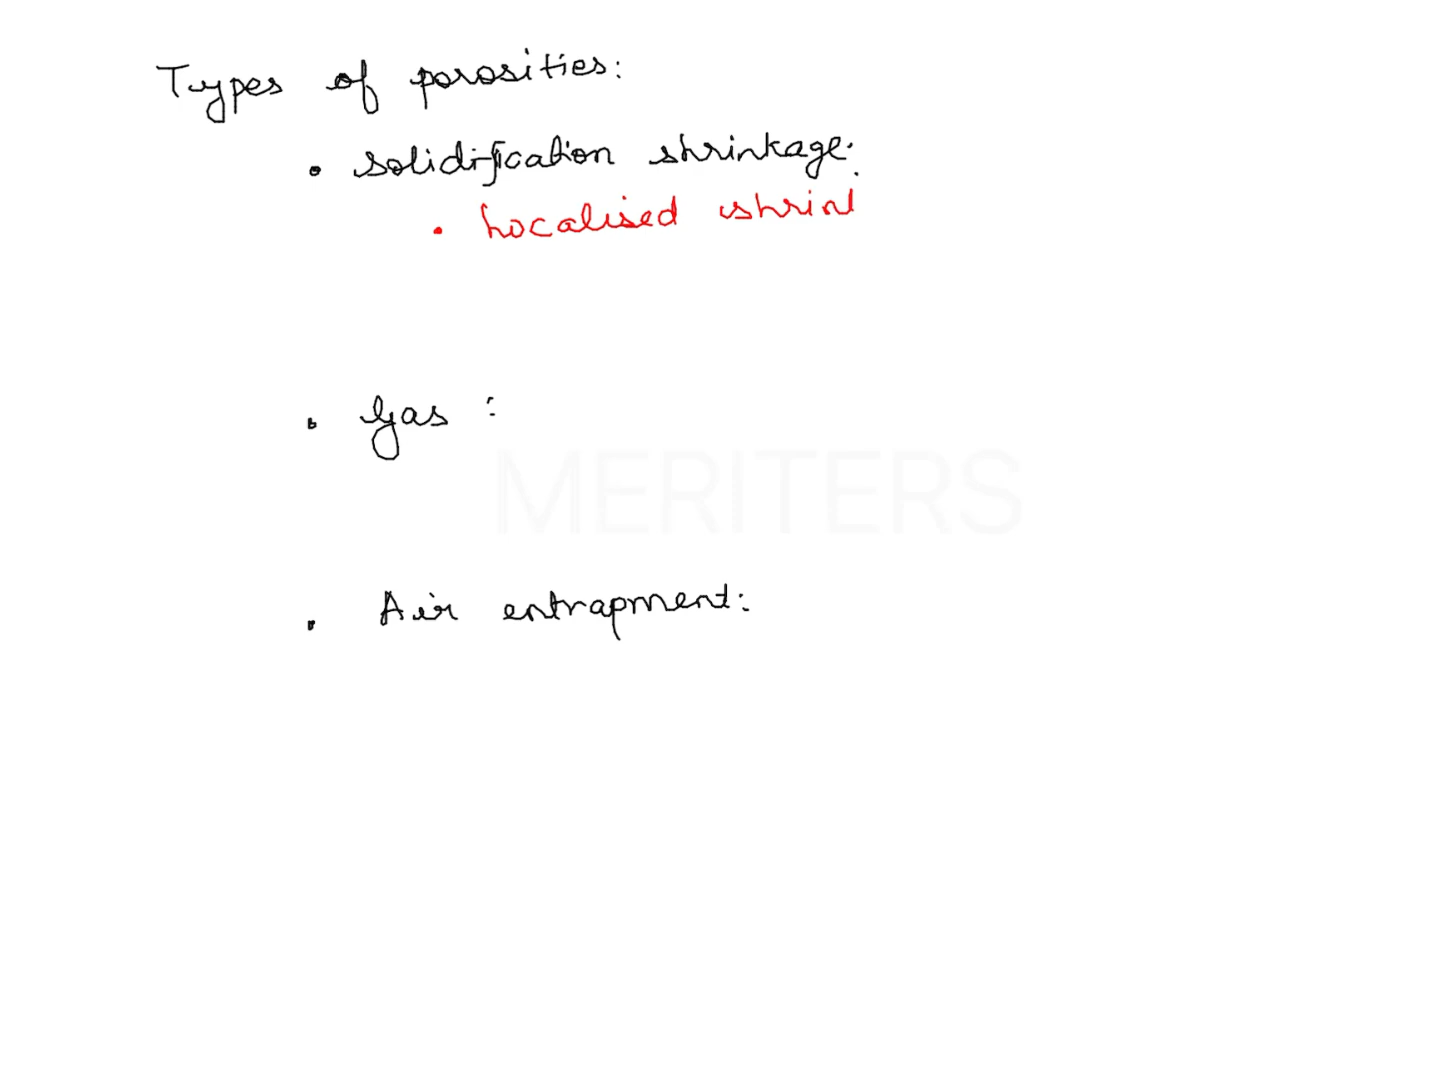 Types of porosities:
• Solidification shrinkage:
• Localised shrink
• Gas :
MERITERS
• Air entrapment: